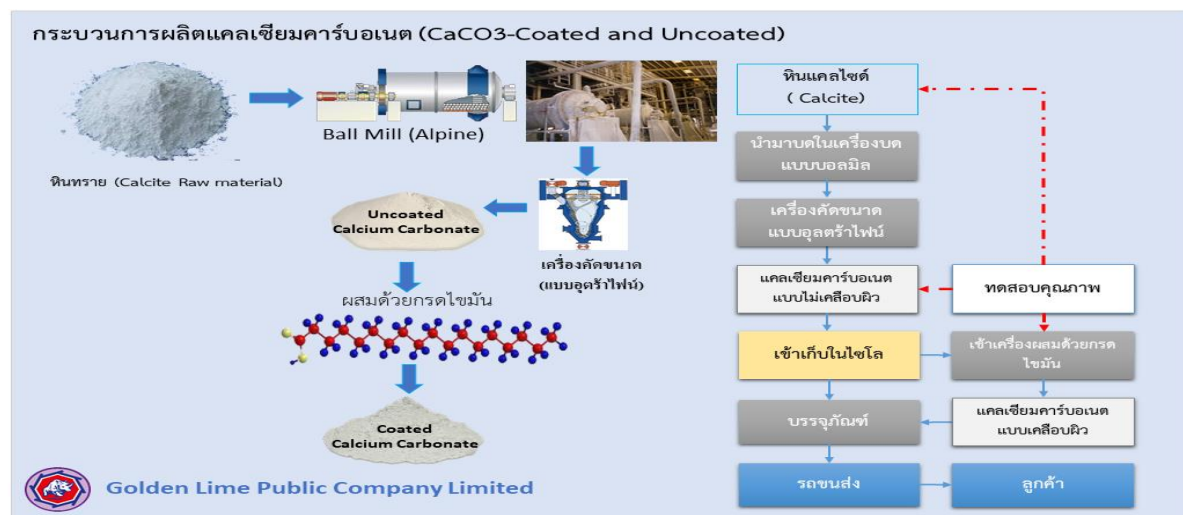 กระบวนการผลิตแคลเซียมคาร์บอเนต (CaCO3-Coated and Uncoated)
Ball Mill (Alpine)
หินทราย (Calcite Raw material)
Uncoated
Calcium Carbonate
เครื่องคัดขนาด
(แบบอุตร้าไฟน์)
ผสมด้วยกรดไขมัน
Coated
Calcium Carbonate
Golden Lime Public Company Limited
หินแคลไซด์
( Calcite)
นำมาบดในเครื่องบด
แบบบอลมิล
เครื่องคัดขนาด
แบบอุลตร้าไฟน์
แคลเซียมคาร์บอเนต
แบบไม่เคลือบผิว
ทดสอบคุณภาพ
เข้าเก็บในไซโล
เข้าเครื่องผสมด้วยกรด
ไขมัน
บรรจุภัณฑ์
แคลเซียมคาร์บอเนต
แบบเคลือบผิว
รถขนส่ง
ลูกค้า